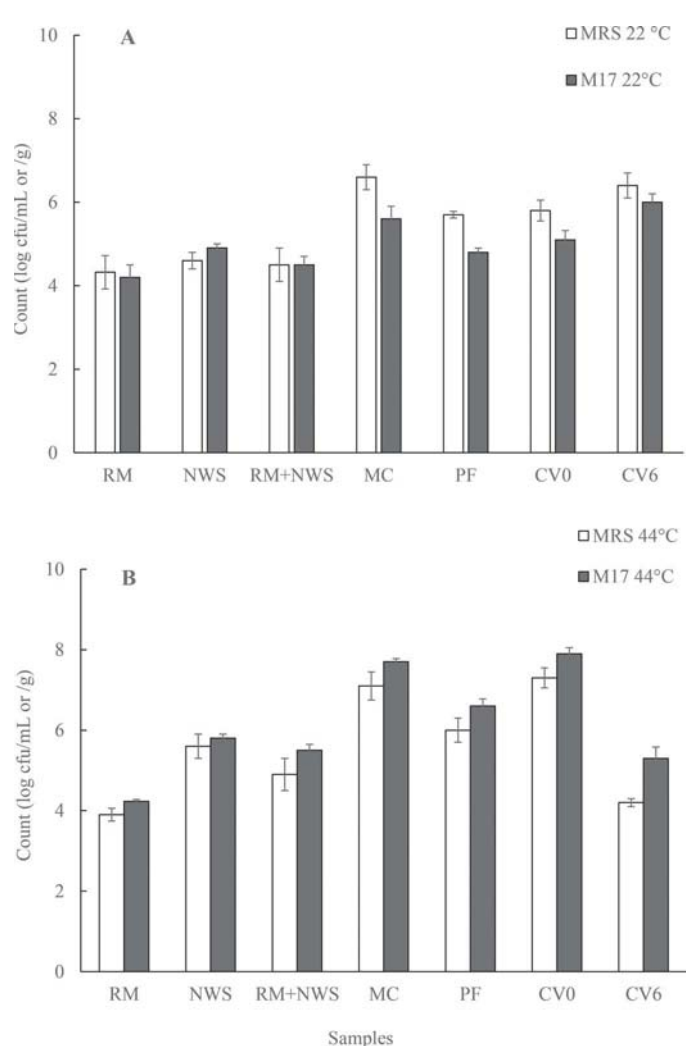 A
MRS 22 °C
M17 22°C
Count (log cfu/mL or /g)
10
8
6
4
2
0
RM NWS RM+NWS MC PF CV0 CV6
B
MRS 44°C
M17 44°C
Count (log cfu/mL or /g)
10
8
6
4
2
0
RM NWS RM+NWS MC PF CV0 CV6
Samples